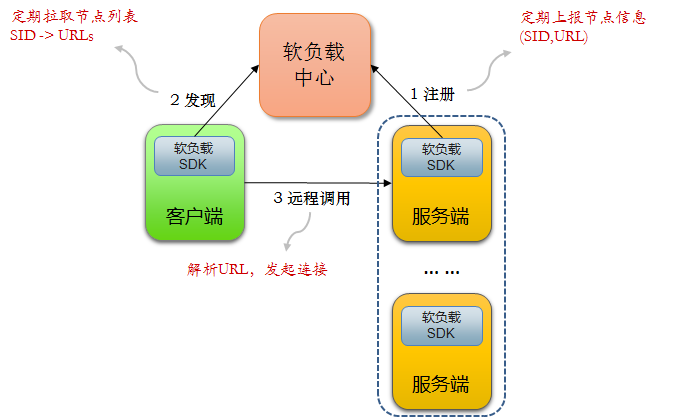 定期拉取节点列表
SID -> URLs
软负载
中心
定期上报节点信息
(SID,URL)
2 发现
1 注册
软负载
SDK
客户端
3 远程调用
软负载
SDK
服务端
解析URL，发起连接
... ...
软负载
SDK
服务端